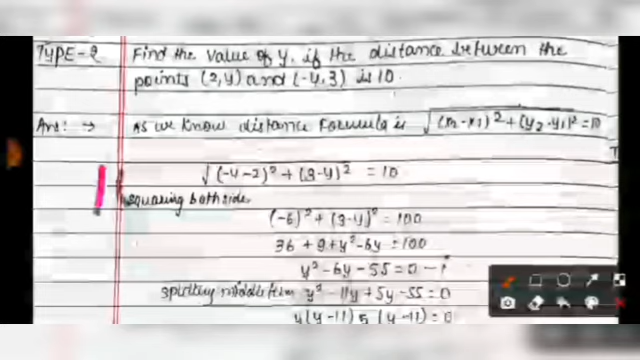 TYPE-2 Find the value of y. if the distance between the
points (2,y) and (-4,3) is 10.
Ans: → As we know distance Formula is √(x2-x1)² + (y2-y1)² = 10
√(-4-2)² + (3-y)² = 10
squaring both side
(-6)² + (3-y)² = 100
36 + 9 + y² - 6y = 100
y² - 6y - 55 = 0 - 1
splitting middle term y² - 11y + 5y - 55 = 0
y(y-11) 5 (y-11) = 0